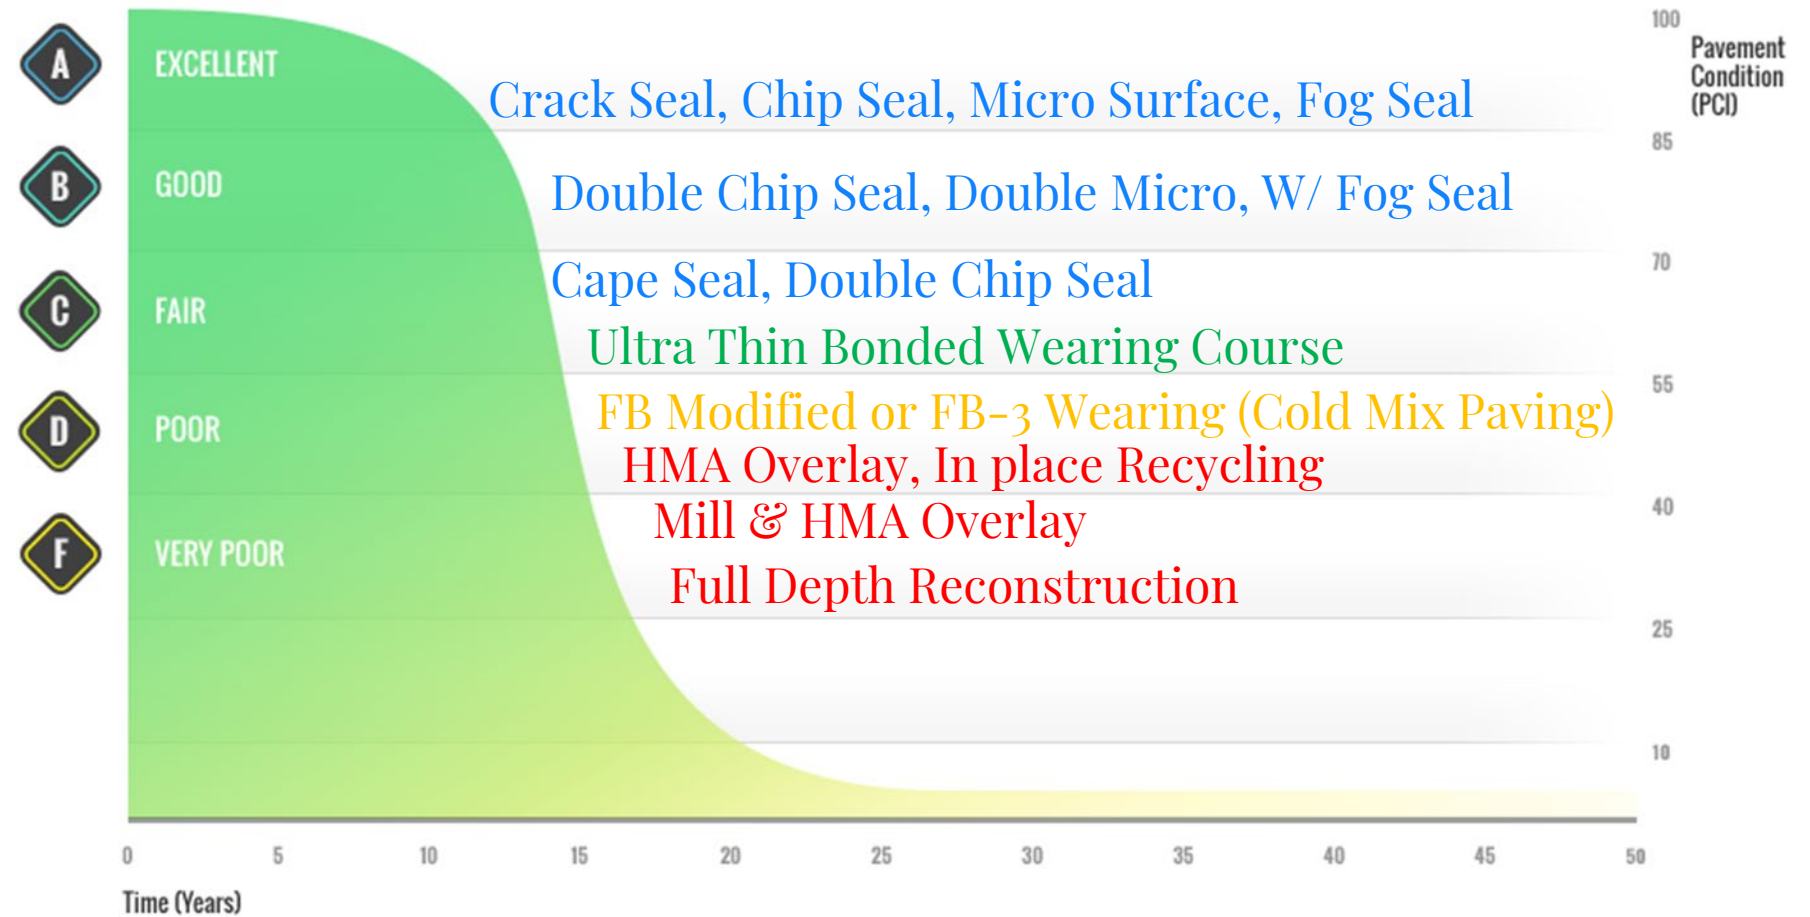 A
EXCELLENT
Crack Seal, Chip Seal, Micro Surface, Fog Seal
100
Pavement
Condition
(PCI)
85
B
GOOD
Double Chip Seal, Double Micro, W/ Fog Seal
70
C
FAIR
Cape Seal, Double Chip Seal
Ultra Thin Bonded Wearing Course
55
D
POOR
FB Modified or FB-3 Wearing (Cold Mix Paving)
HMA Overlay, In place Recycling
40
F
VERY POOR
Mill & HMA Overlay
Full Depth Reconstruction
25
10
0 5 10 15 20 25 30 35 40 45 50
Time (Years)